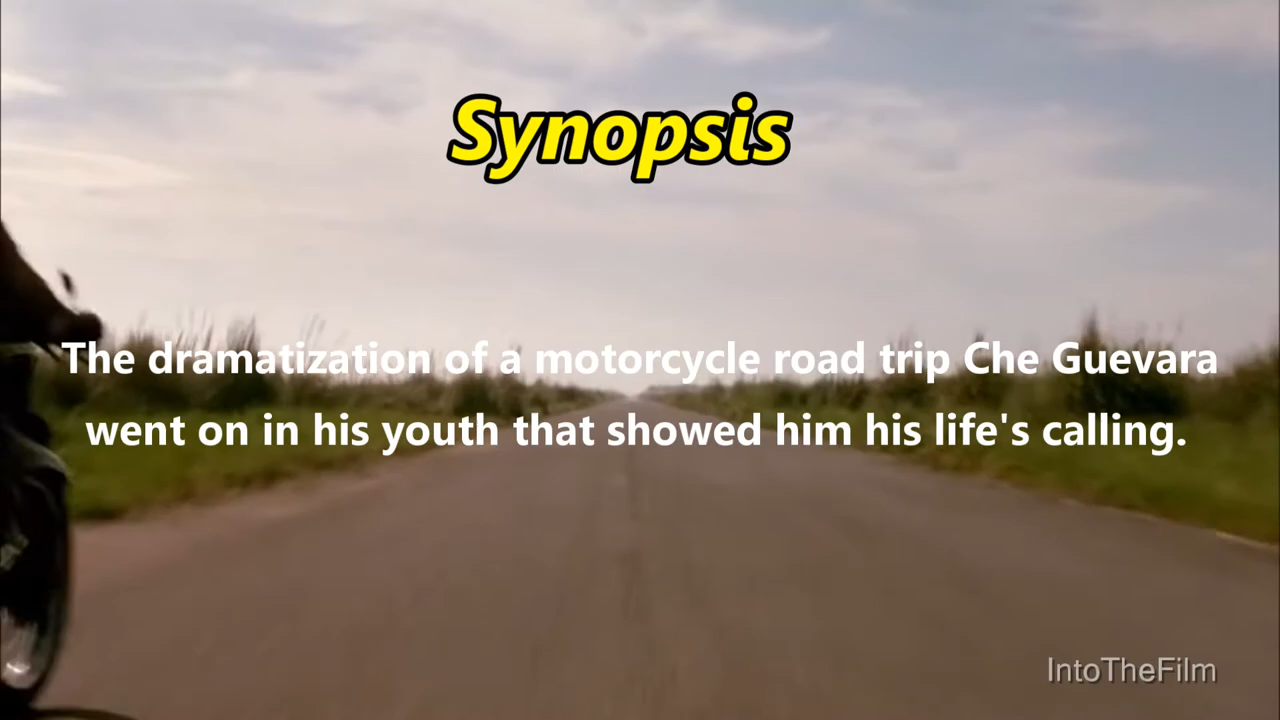 Synopsis
The dramatization of a motorcycle road trip Che Guevara
went on in his youth that showed him his life's calling.
IntoTheFilm